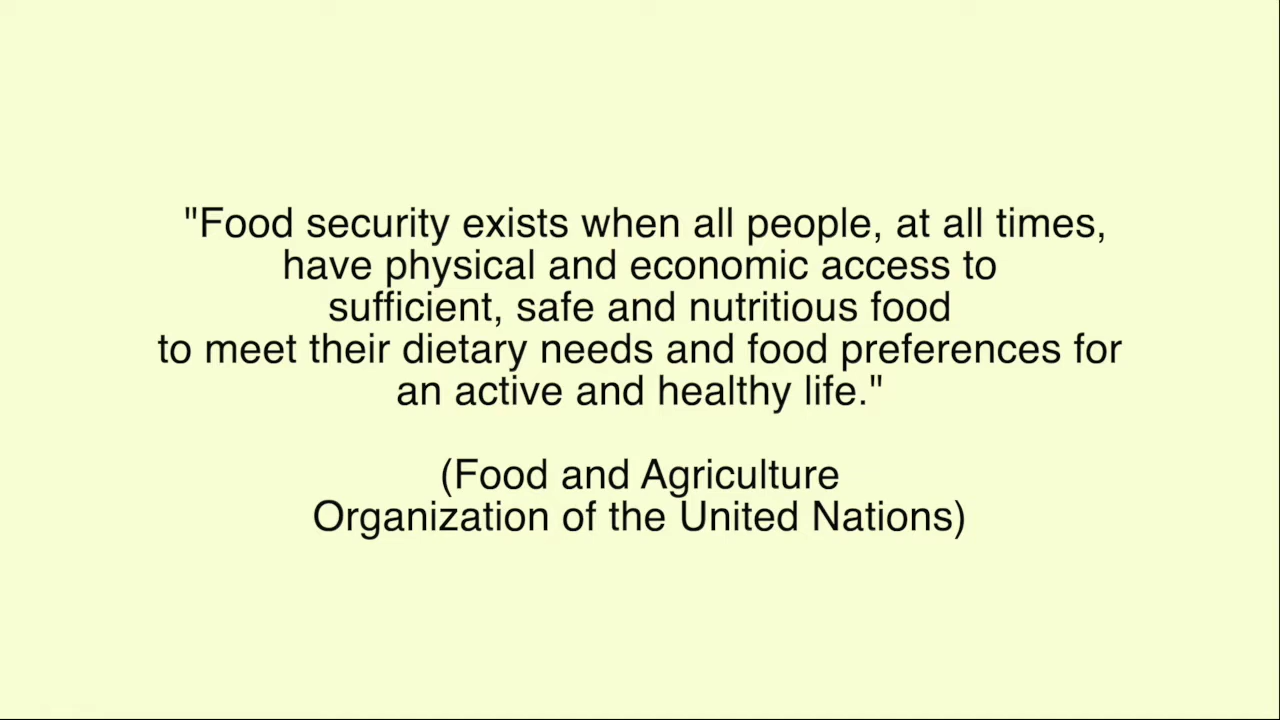 "Food security exists when all people, at all times,
have physical and economic access to
sufficient, safe and nutritious food
to meet their dietary needs and food preferences for
an active and healthy life."
(Food and Agriculture
Organization of the United Nations)